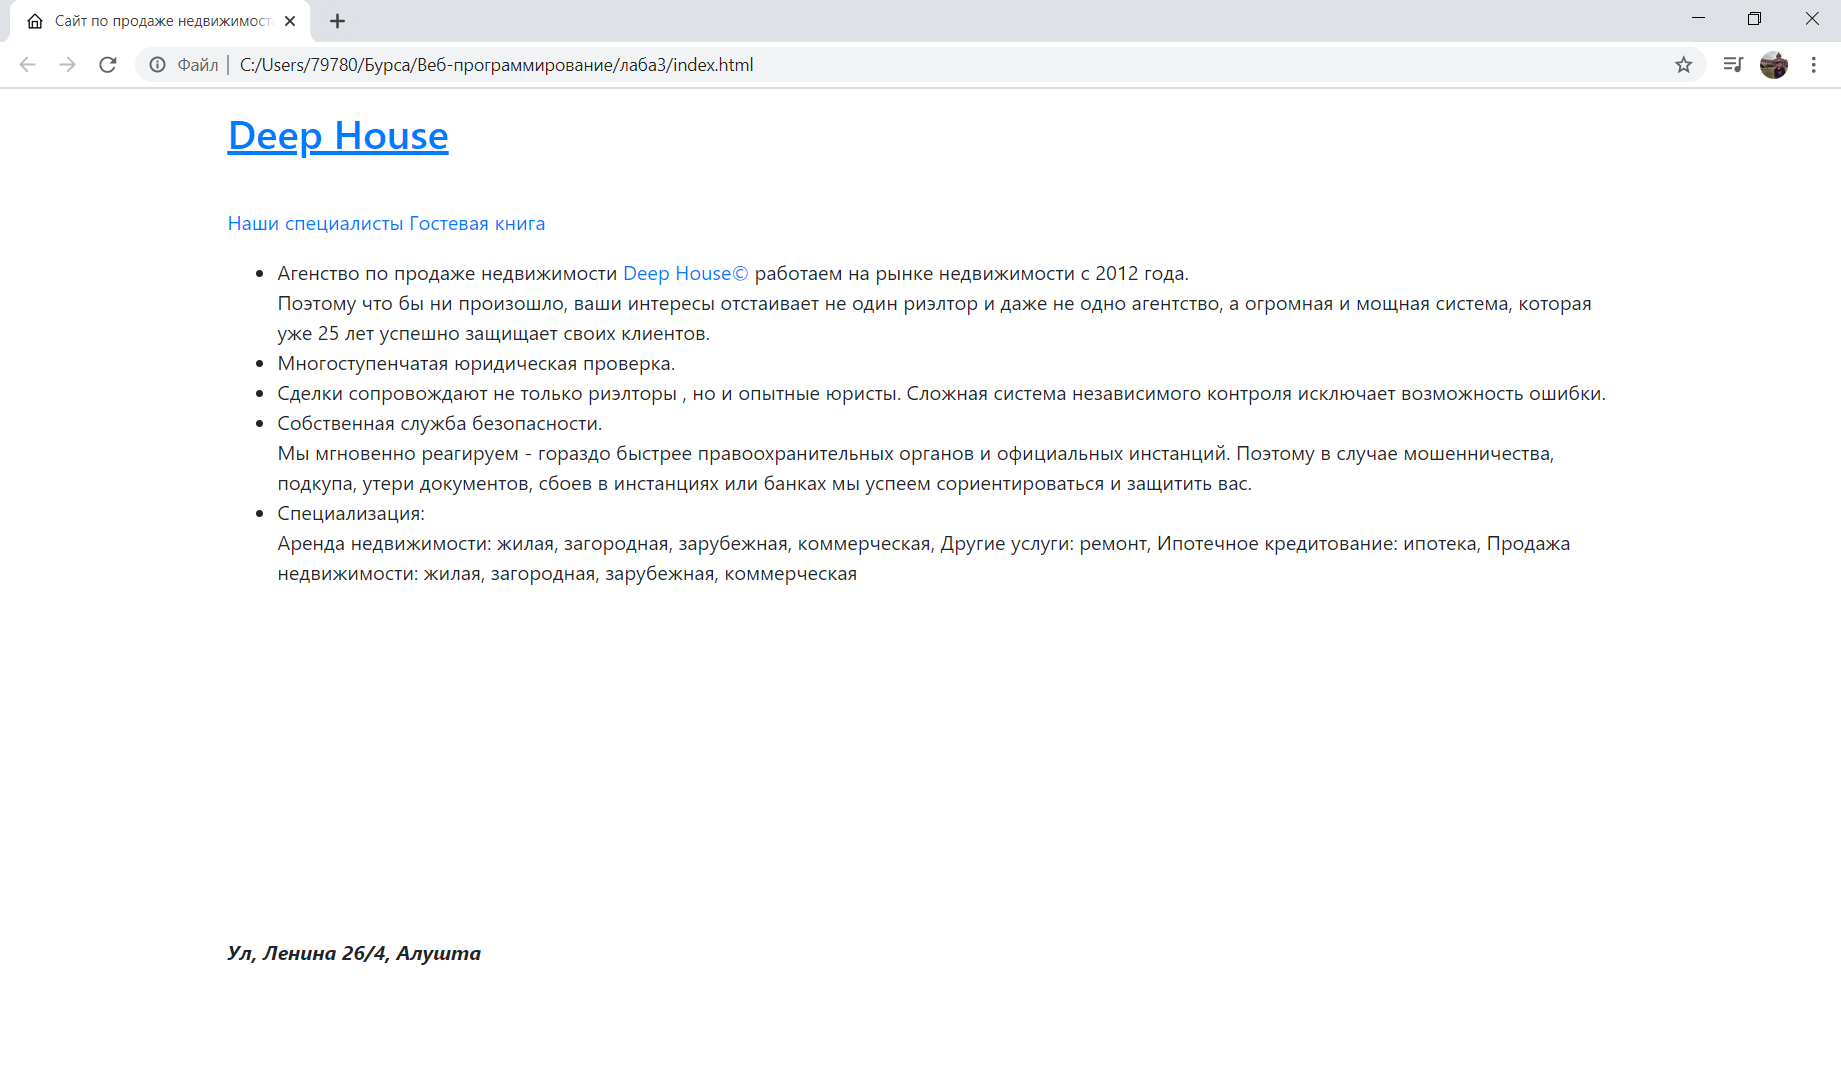 Сайт по продаже недвижимост
Файл | C:/Users/79780/Бурса/Веб-программирование/лаба3/index.html
Deep House
Наши специалисты Гостевая книга
Агенство по продаже недвижимости Deep House© работаем на рынке недвижимости с 2012 года.
Поэтому что бы ни произошло, ваши интересы отстаивает не один риэлтор и даже не одно агентство, а огромная и мощная система, которая
уже 25 лет успешно защищает своих клиентов.
Многоступенчатая юридическая проверка.
Сделки сопровождают не только риэлторы , но и опытные юристы. Сложная система независимого контроля исключает возможность ошибки.
Собственная служба безопасности.
Мы мгновенно реагируем - гораздо быстрее правоохранительных органов и официальных инстанций. Поэтому в случае мошенничества,
подкупа, утери документов, сбоев в инстанциях или банках мы успеем сориентироваться и защитить вас.
Специализация:
Аренда недвижимости: жилая, загородная, зарубежная, коммерческая, Другие услуги: ремонт, Ипотечное кредитование: ипотека, Продажа
недвижимости: жилая, загородная, зарубежная, коммерческая
Ул, Ленина 26/4, Алушта